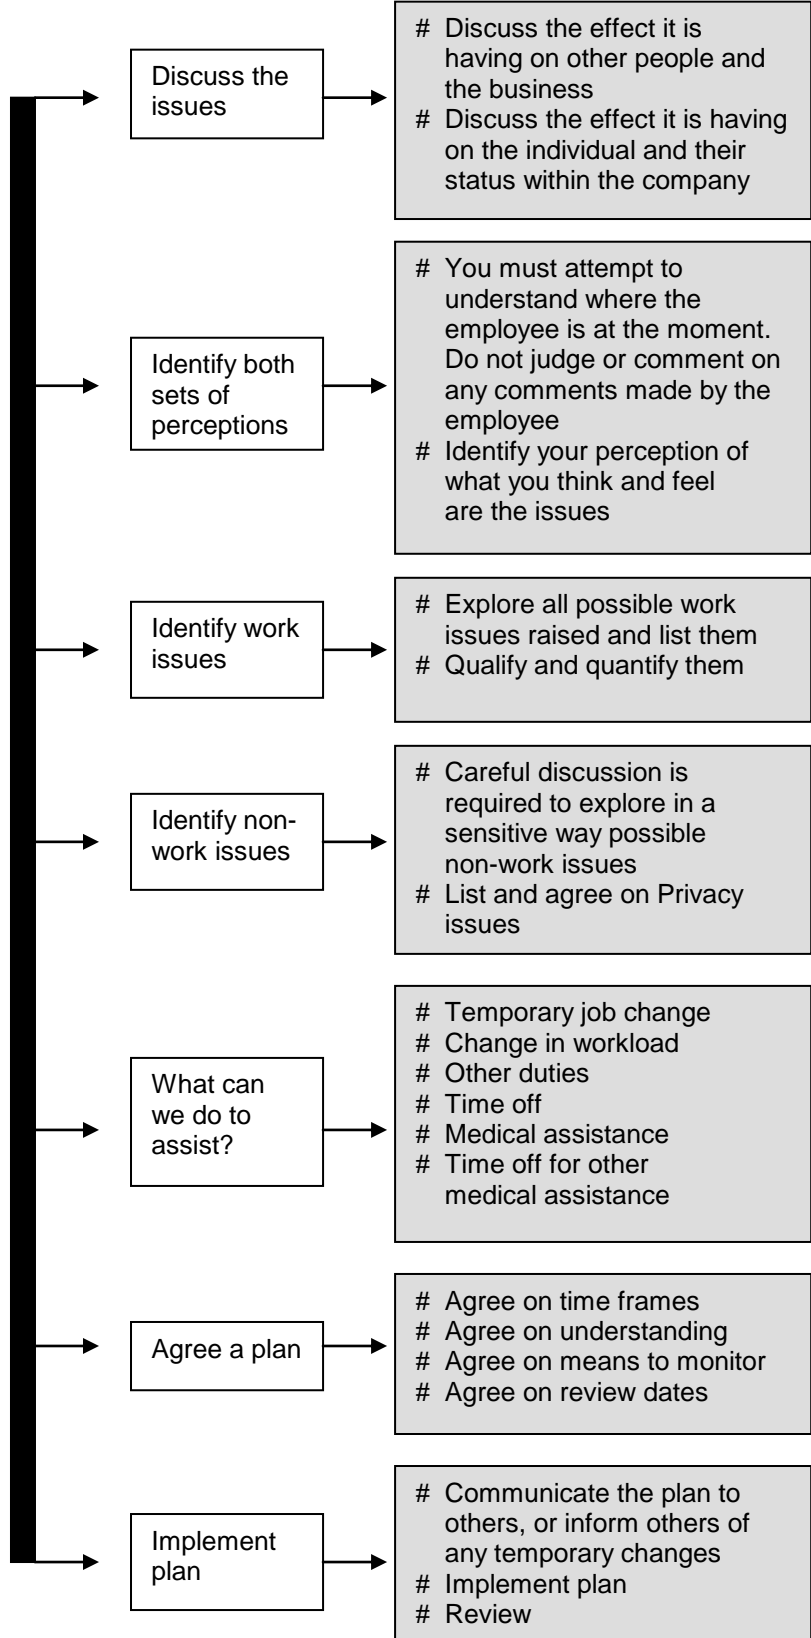 Discuss the
issues
# Discuss the effect it is
having on other people and
the business
# Discuss the effect it is having
on the individual and their
status within the company
Identify both
sets of
perceptions
# You must attempt to
understand where the
employee is at the moment.
Do not judge or comment on
any comments made by the
employee
# Identify your perception of
what you think and feel
are the issues
Identify work
issues
# Explore all possible work
issues raised and list them
# Qualify and quantify them
Identify non-
work issues
# Careful discussion is
required to explore in a
sensitive way possible
non-work issues
# List and agree on Privacy
issues
What can
we do to
assist?
# Temporary job change
# Change in workload
# Other duties
# Time off
# Medical assistance
# Time off for other
medical assistance
Agree a plan
# Agree on time frames
# Agree on understanding
# Agree on means to monitor
# Agree on review dates
Implement
plan
# Communicate the plan to
others, or inform others of
any temporary changes
# Implement plan
# Review